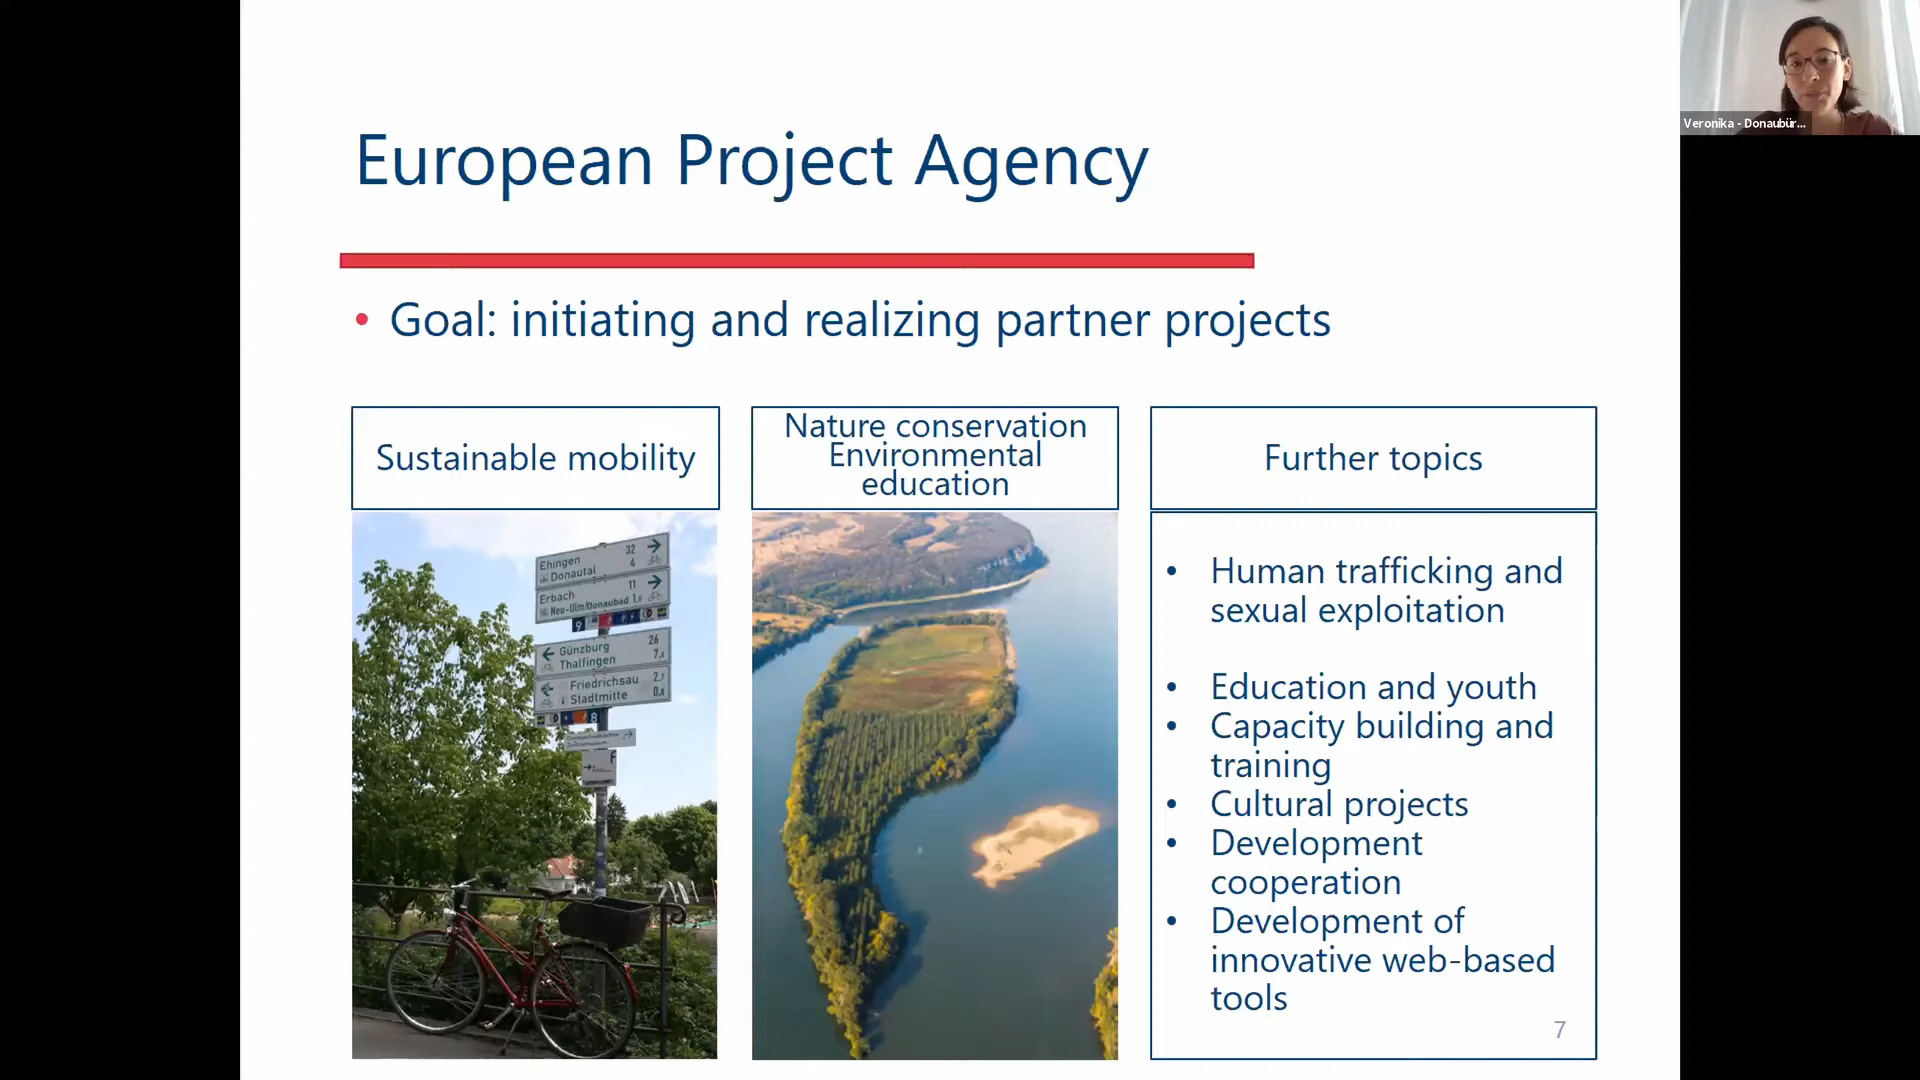 Veronika - Donaubür...
European Project Agency
• Goal: initiating and realizing partner projects
Sustainable mobility
Nature conservation
Environmental
education
Further topics
Ehingen 32
Donautal 4
Erbach 11
Neu-Ulm/Donaubad 1,9
9
Günzburg 26
Thalfingen 7,4
Friedrichsau 2,7
i Stadtmitte 0,8
8
F
• Human trafficking and
sexual exploitation
• Education and youth
• Capacity building and
training
• Cultural projects
• Development
cooperation
• Development of
innovative web-based
tools
7